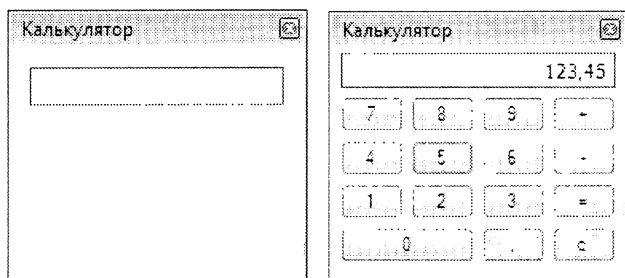 Калькулятор
Калькулятор
123,45
7 8 9 +
4 5 6 -
1 2 3 =
0 , c